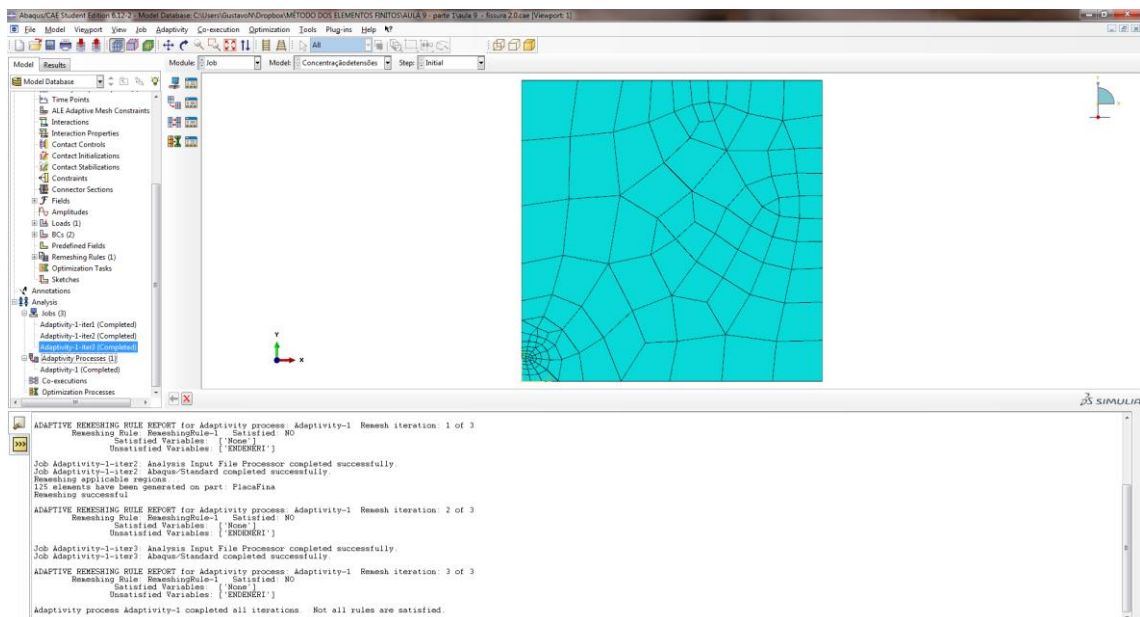 Abaqus/CAE Student Edition 6.12-2 - Model Database: C:\Users\GustavoN\Dropbox\MÉTODO DOS ELEMENTOS FINITOS\AULA 9 - parte 1\aula 9 - fissura 2.0.cae [Viewport: 1]
File Model Viewport View Job Adaptivity Co-execution Optimization Tools Plug-ins Help
All
Model Results
Module: Job Model: Concentraçãodetensões Step: Initial
Model Database
Time Points
ALE Adaptive Mesh Constraints
Interactions
Interaction Properties
Contact Controls
Contact Initializations
Contact Stabilizations
Constraints
Connector Sections
Fields
Amplitudes
Loads (1)
BCs (2)
Predefined Fields
Remeshing Rules (1)
Optimization Tasks
Sketches
Annotations
Analysis
Jobs (3)
Adaptivity-1-iter1 (Completed)
Adaptivity-1-iter2 (Completed)
Adaptivity-1-iter3 (Completed)
Adaptivity Processes (1)
Adaptivity-1 (Completed)
Co-executions
Optimization Processes
Y
X
SIMULIA
ADAPTIVE REMESHING RULE REPORT for Adaptivity process: Adaptivity-1 Remesh iteration: 1 of 3
Remeshing Rule: RemeshingRule-1 Satisfied: NO
Satisfied Variables: ['None']
Unsatisfied Variables: ['ENDENERI']
Job Adaptivity-1-iter2: Analysis Input File Processor completed successfully.
Job Adaptivity-1-iter2: Abaqus/Standard completed successfully.
Remeshing applicable regions.
125 elements have been generated on part: PlacaFina
Remeshing successful
ADAPTIVE REMESHING RULE REPORT for Adaptivity process: Adaptivity-1 Remesh iteration: 2 of 3
Remeshing Rule: RemeshingRule-1 Satisfied: NO
Satisfied Variables: ['None']
Unsatisfied Variables: ['ENDENERI']
Job Adaptivity-1-iter3: Analysis Input File Processor completed successfully.
Job Adaptivity-1-iter3: Abaqus/Standard completed successfully.
ADAPTIVE REMESHING RULE REPORT for Adaptivity process: Adaptivity-1 Remesh iteration: 3 of 3
Remeshing Rule: RemeshingRule-1 Satisfied: NO
Satisfied Variables: ['None']
Unsatisfied Variables: ['ENDENERI']
Adaptivity process Adaptivity-1 completed all iterations. Not all rules are satisfied.